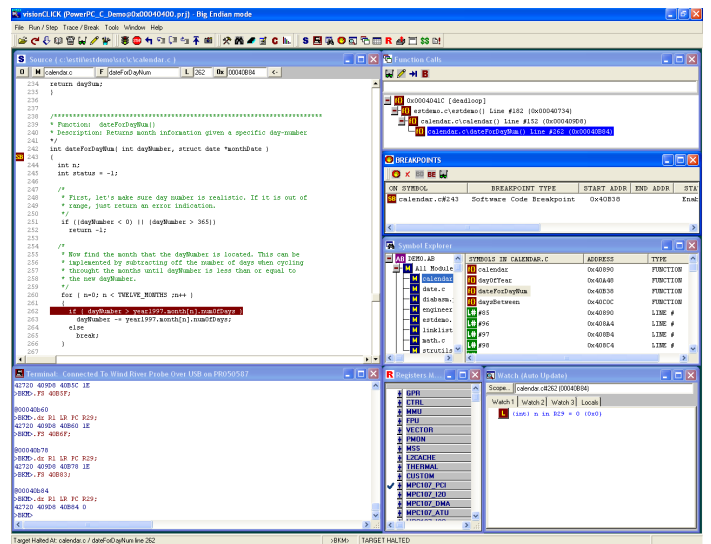 visionCLICK (PowerPC_C_Demo@0x00040400.prj) - Big Endian mode
File Run / Step Trace / Break Tools Window Help
Source ( c:\estii\estdemo\src\c\calendar.c )
O M calendar.c F dateForDayNum L 262 0x 00040B84 <-
234 return daySum;
235 }
236
237
238 /***********************************************************************
239 * Function: dateForDayNum()
240 * Description: Returns month information given a specific day-number
241 */
242 int dateForDayNum( int dayNumber, struct date *monthDate )
SB 243 {
244 int n;
245 int status = -1;
246
247 /*
248 * First, let's make sure day number is realistic. If it is out of
249 * range, just return an error indication.
250 */
251 if ((dayNumber < 0) || (dayNumber > 365))
252 return -1;
253
254 /*
255 * Now find the month that the dayNumber is located. This can be
256 * implemented by subtracting off the number of days when cycling
257 * throught the months until dayNumber is less than or equal to
258 * the new dayNumber.
259 */
260 for ( n=0; n < TWELVE_MONTHS ;n++ )
261 {
262 if ( dayNumber > year1997.month[n].numOfDays )
263 dayNumber -= year1997.month[n].numOfDays;
264 else
265 break;
266 }
267
Function Calls
0x0004041C [deadloop]
estdemo.c\estdemo() Line #182 (0x00040734)
calendar.c\calendar() Line #152 (0x000409D8)
calendar.c\dateForDayNum() Line #262 (0x00040B84)
BREAKPOINTS
ON SYMBOL BREAKPOINT TYPE START ADDR END ADDR STA
SB calendar.c#243 Software Code Breakpoint 0x40B38 Enab
Symbol Explorer
AB DEMO.AB
All Module
M calendar
M date.c
M diabasm.
M engineer
M estdemo.
M linklist
M math.c
M strutils
SYMBOLS IN CALENDAR.C ADDRESS TYPE
calendar 0x40890 FUNCTION
dayOfYear 0x40A48 FUNCTION
dateForDayNum 0x40B38 FUNCTION
daysBetween 0x40C0C FUNCTION
L# #85 0x40890 LINE #
L# #96 0x408A4 LINE #
L# #97 0x408B4 LINE #
L# #98 0x408C4 LINE #
Terminal: Connected To Wind River Probe Over USB on PR050587
42720 409D8 40B5C 1E
>BKM>.FS 40B5F;
@00040b60
>BKM>.dr R1 LR PC R29;
42720 409D8 40B60 1E
>BKM>.FS 40B6F;
@00040b78
>BKM>.dr R1 LR PC R29;
42720 409D8 40B78 1E
>BKM>.FS 40B83;
@00040b84
>BKM>.dr R1 LR PC R29;
42720 409D8 40B84 0
>BKM>
Registers M...
GPR
CTRL
MMU
FPU
VECTOR
PMON
MSS
L2CACHE
THERMAL
CUSTOM
MPC107_PCI
MPC107_I2O
MPC107_DMA
MPC107_ATU
Watch (Auto Update)
Scope... calendar.c#262 (00040B84)
Watch 1 Watch 2 Watch 3 Locals
L (int) n in R29 = 0 (0x0)
Target Halted At: calendar.c / dateForDayNum line 262 >BKM> TARGET HALTED